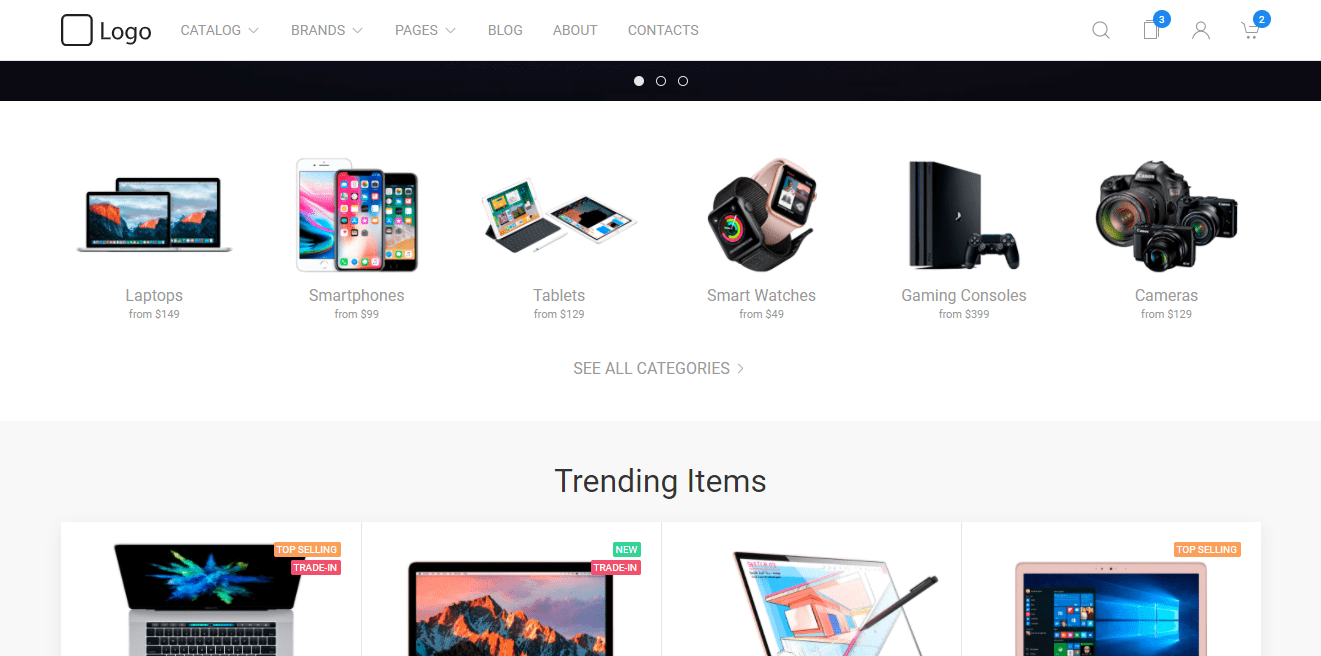 Logo CATALOG BRANDS PAGES BLOG ABOUT CONTACTS 3 2
Laptops Smartphones Tablets Smart Watches Gaming Consoles Cameras
from $149 from $99 from $129 from $49 from $399 from $129
SEE ALL CATEGORIES
Trending Items
TOP SELLING NEW TOP SELLING
TRADE-IN TRADE-IN